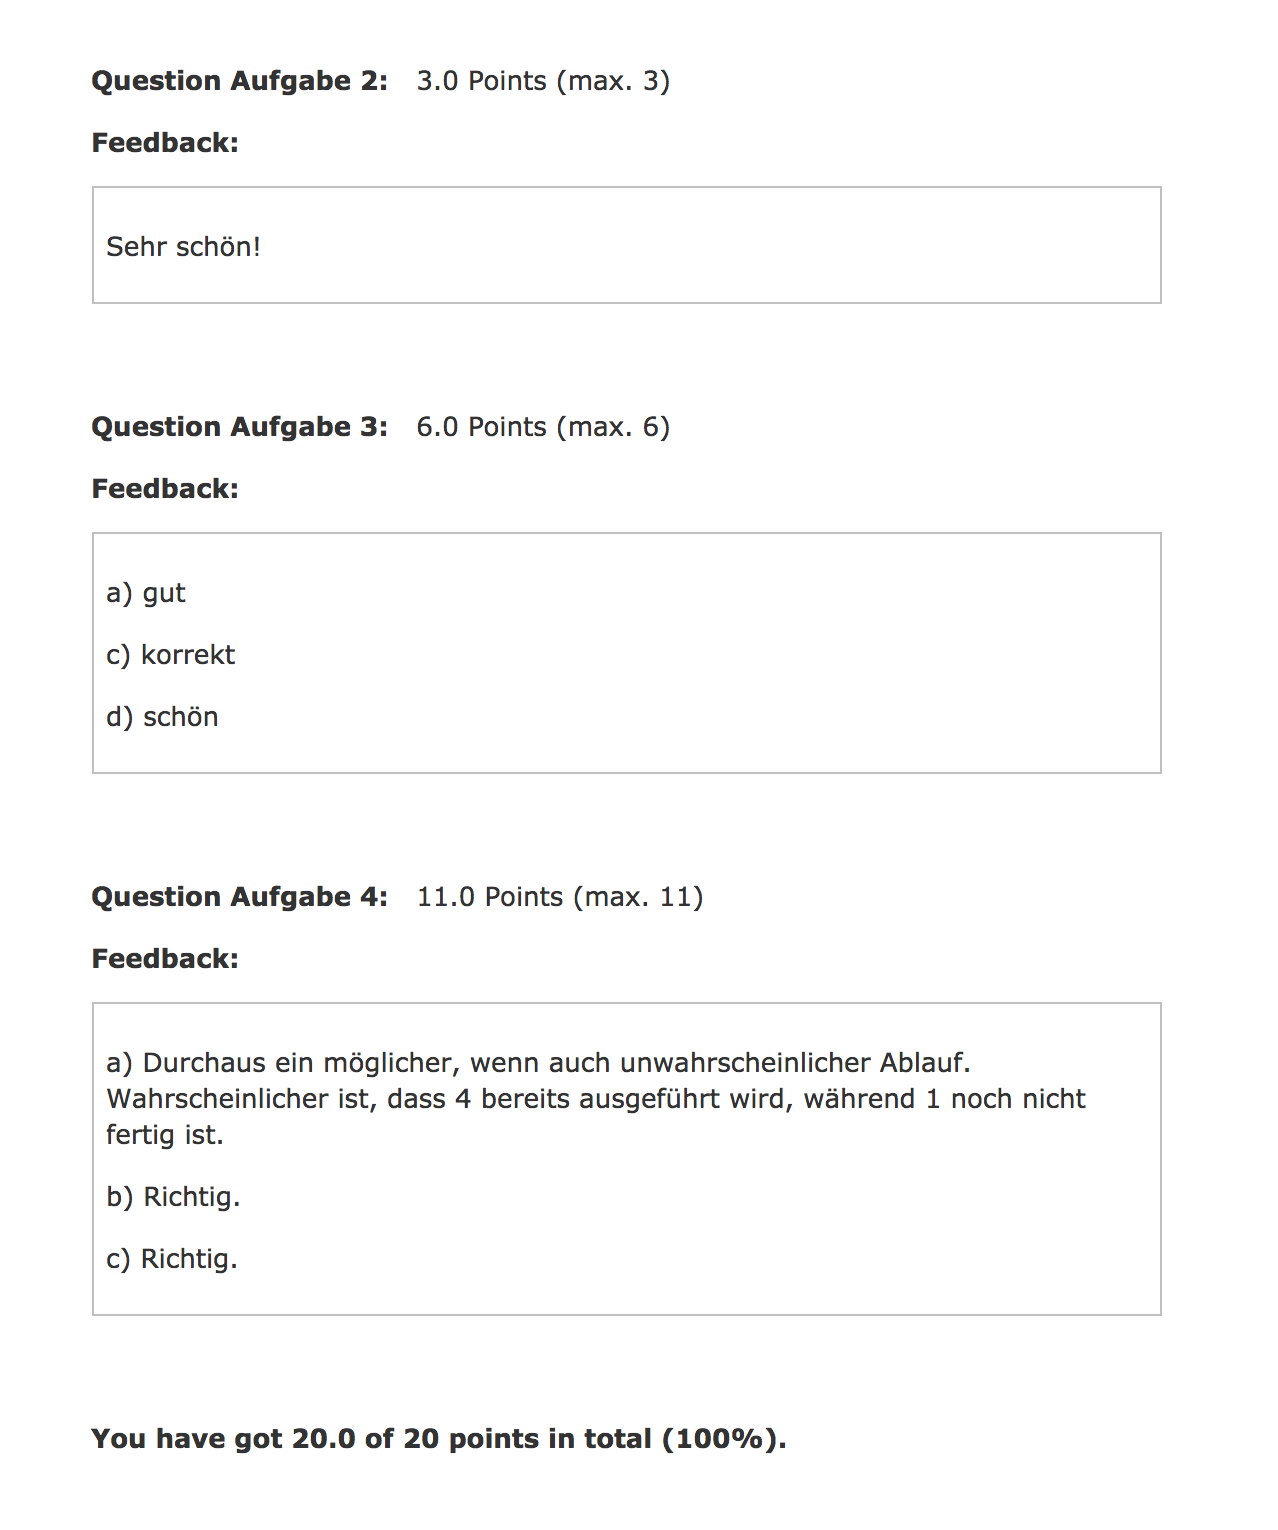 Question Aufgabe 2: 3.0 Points (max. 3)
Feedback:
Sehr schön!
Question Aufgabe 3: 6.0 Points (max. 6)
Feedback:
a) gut
c) korrekt
d) schön
Question Aufgabe 4: 11.0 Points (max. 11)
Feedback:
a) Durchaus ein möglicher, wenn auch unwahrscheinlicher Ablauf.
Wahrscheinlicher ist, dass 4 bereits ausgeführt wird, während 1 noch nicht
fertig ist.
b) Richtig.
c) Richtig.
You have got 20.0 of 20 points in total (100%).